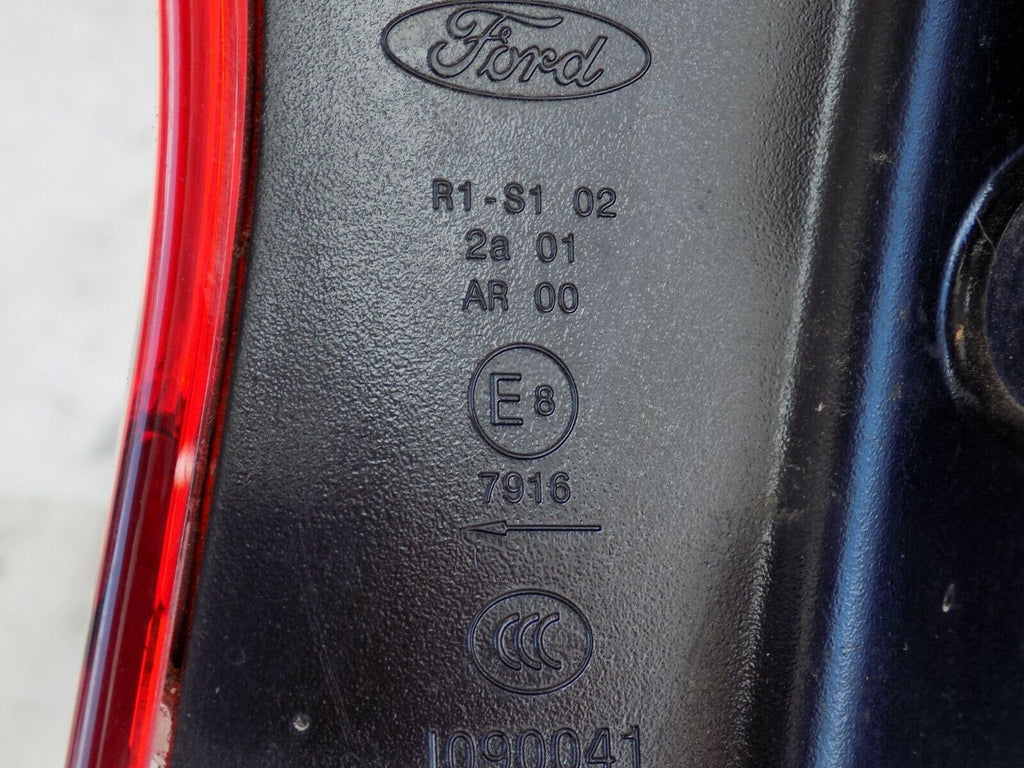 Ford
R1-S1 02
2a 01
AR 00
E8
7916
CCC